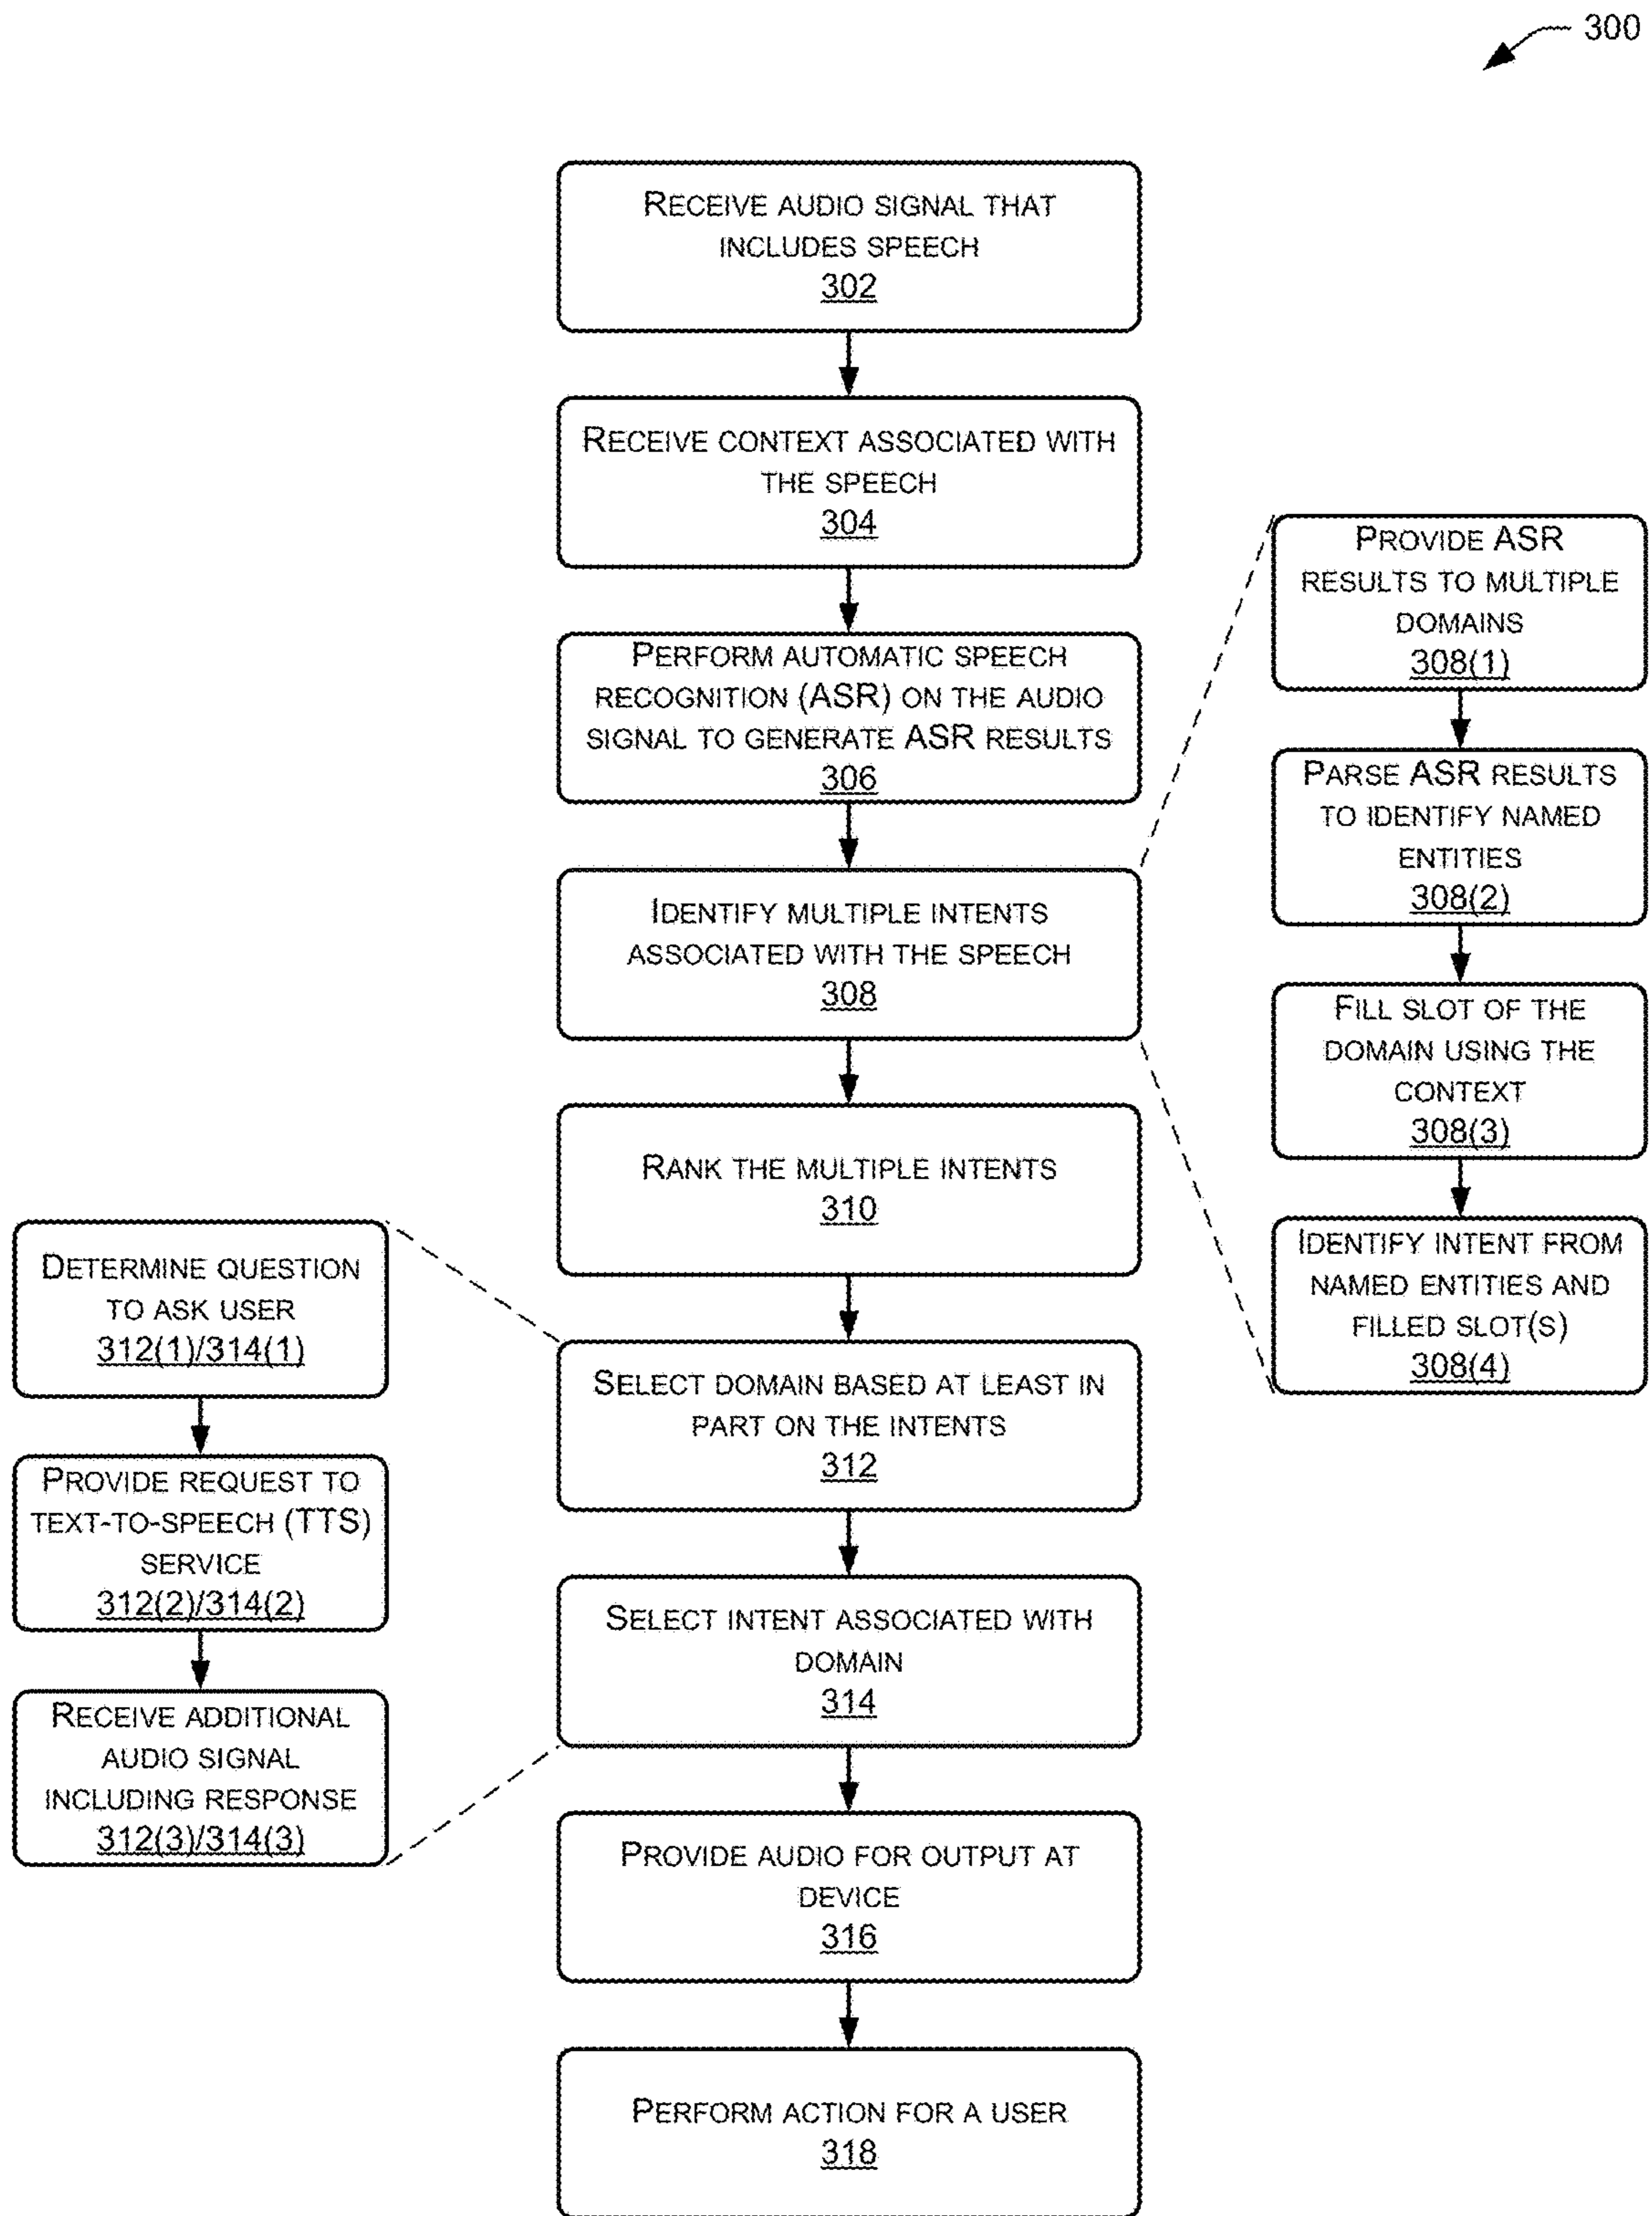 300
RECEIVE AUDIO SIGNAL THAT
INCLUDES SPEECH
302
RECEIVE CONTEXT ASSOCIATED WITH
THE SPEECH
304
PERFORM AUTOMATIC SPEECH
RECOGNITION (ASR) ON THE AUDIO
SIGNAL TO GENERATE ASR RESULTS
306
IDENTIFY MULTIPLE INTENTS
ASSOCIATED WITH THE SPEECH
308
PROVIDE ASR
RESULTS TO MULTIPLE
DOMAINS
308(1)
PARSE ASR RESULTS
TO IDENTIFY NAMED
ENTITIES
308(2)
FILL SLOT OF THE
DOMAIN USING THE
CONTEXT
308(3)
IDENTIFY INTENT FROM
NAMED ENTITIES AND
FILLED SLOT(S)
308(4)
RANK THE MULTIPLE INTENTS
310
SELECT DOMAIN BASED AT LEAST IN
PART ON THE INTENTS
312
DETERMINE QUESTION
TO ASK USER
312(1)/314(1)
PROVIDE REQUEST TO
TEXT-TO-SPEECH (TTS)
SERVICE
312(2)/314(2)
RECEIVE ADDITIONAL
AUDIO SIGNAL
INCLUDING RESPONSE
312(3)/314(3)
SELECT INTENT ASSOCIATED WITH
DOMAIN
314
PROVIDE AUDIO FOR OUTPUT AT
DEVICE
316
PERFORM ACTION FOR A USER
318